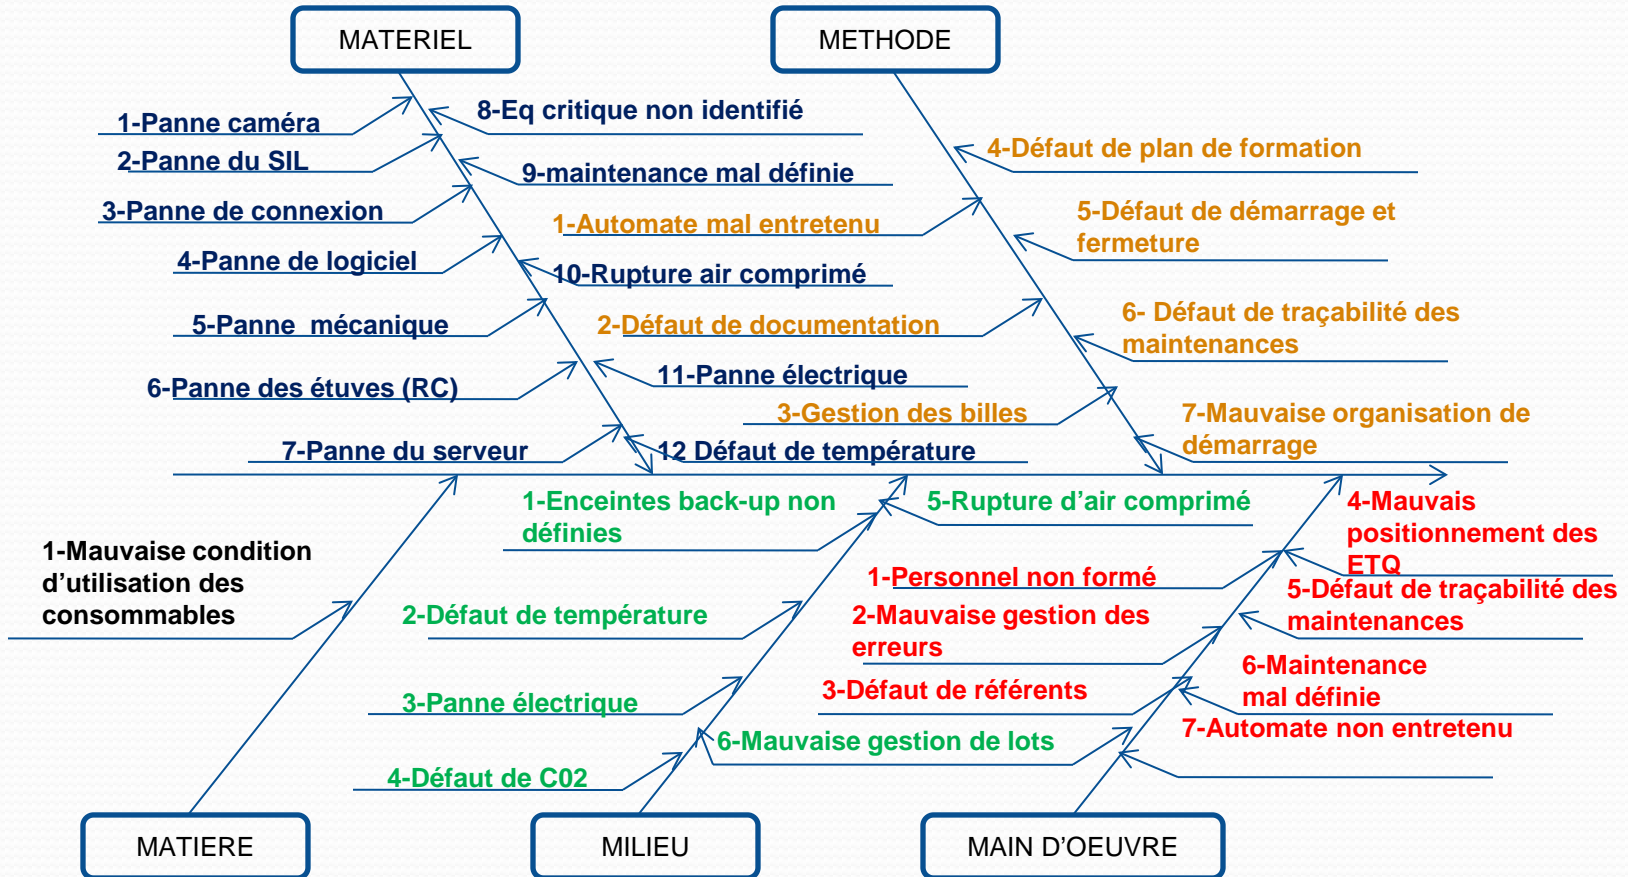 MATERIEL
METHODE
1-Panne caméra
2-Panne du SIL
3-Panne de connexion
4-Panne de logiciel
5-Panne  mécanique
6-Panne des étuves (RC)
7-Panne du serveur
8-Eq critique non identifié
9-maintenance mal définie
10-Rupture air comprimé
11-Panne électrique
12 Défaut de température
1-Automate mal entretenu
2-Défaut de documentation
3-Gestion des billes
4-Défaut de plan de formation
5-Défaut de démarrage et
fermeture
6- Défaut de traçabilité des
maintenances
7-Mauvaise organisation de
démarrage
1-Mauvaise condition
d’utilisation des
consommables
1-Enceintes back-up non
définies
2-Défaut de température
3-Panne électrique
4-Défaut de C02
5-Rupture d’air comprimé
6-Mauvaise gestion de lots
1-Personnel non formé
2-Mauvaise gestion des
erreurs
3-Défaut de référents
4-Mauvais
positionnement des
ETQ
5-Défaut de traçabilité des
maintenances
6-Maintenance
mal définie
7-Automate non entretenu
MATIERE
MILIEU
MAIN D'OEUVRE